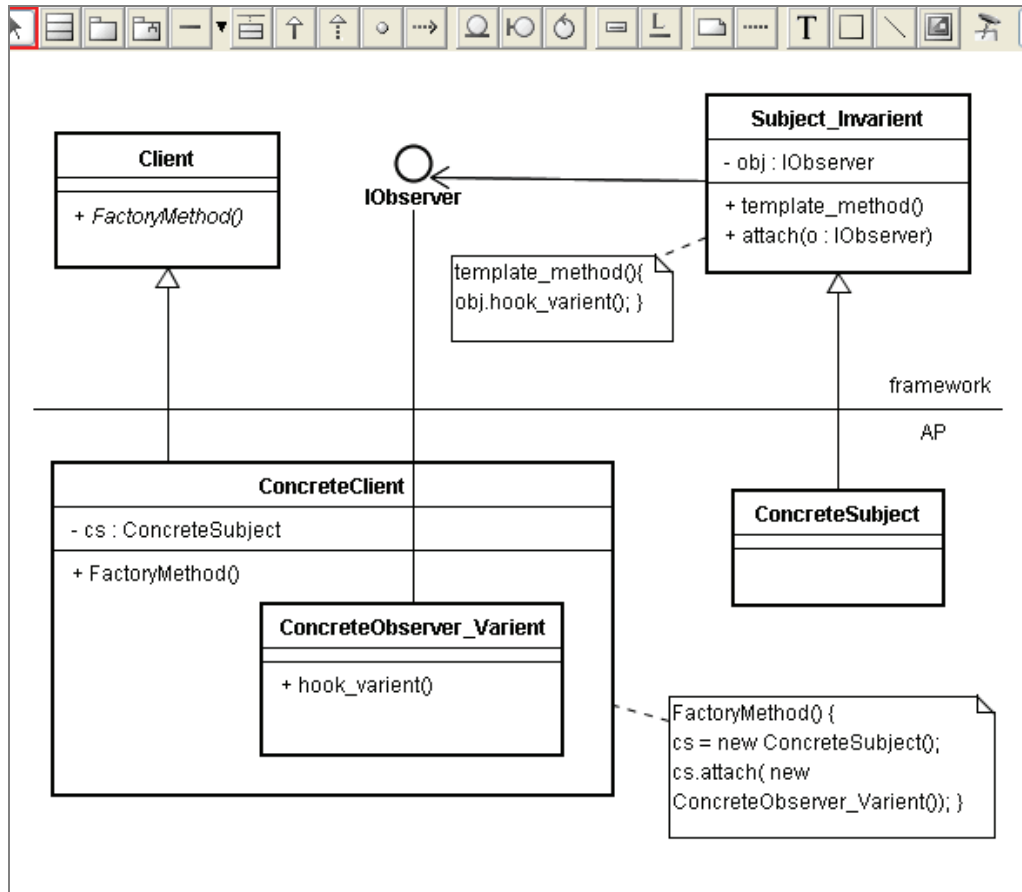 L
T
Client
+ FactoryMethod()
IObserver
Subject_Invarient
- obj : IObserver
+ template_method()
+ attach(o : IObserver)
template_method(){
obj.hook_varient(); }
framework
AP
ConcreteClient
- cs : ConcreteSubject
+ FactoryMethod()
ConcreteObserver_Varient
+ hook_varient()
ConcreteSubject
FactoryMethod() {
cs = new ConcreteSubject();
cs.attach( new
ConcreteObserver_Varient()); }